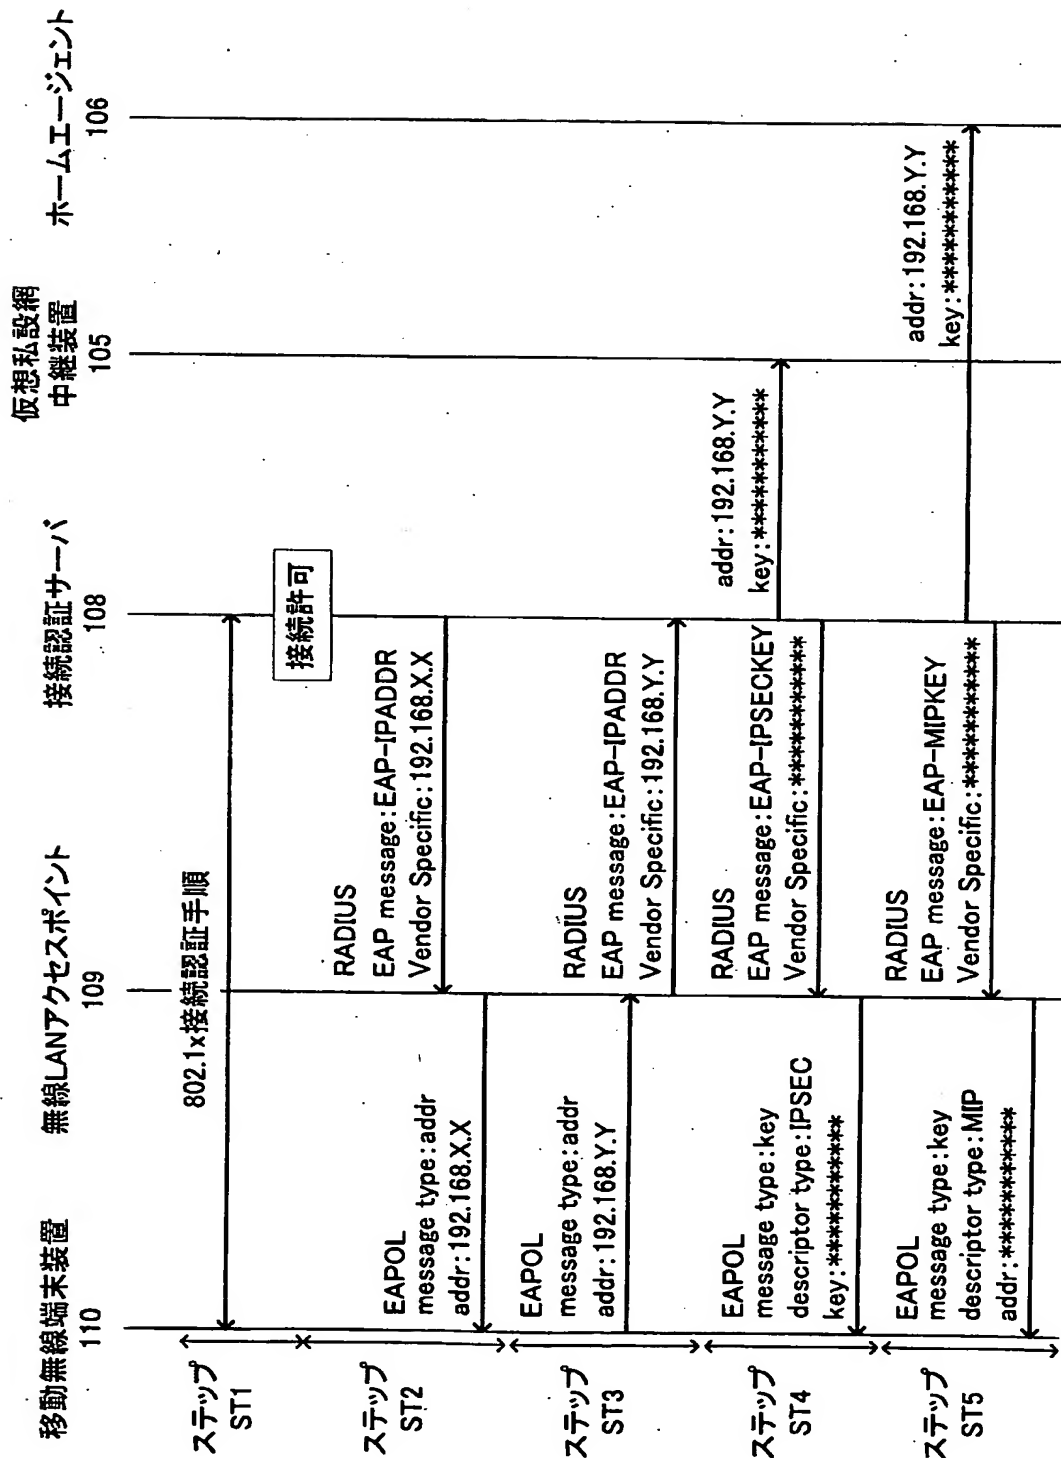 移動無線端末装置
110
無線LANアクセスポイント
109
接続認証サーバ
108
仮想私設網
中継装置
105
ホームエージェント
106
ステップ
ST1
802.1x接続認証手順
接続許可
ステップ
ST2
RADIUS
EAP message:EAP-IPADDR
Vendor Specific:192.168.X.X
EAPOL
message type:addr
addr:192.168.X.X
ステップ
ST3
EAPOL
message type:addr
addr:192.168.Y.Y
RADIUS
EAP message:EAP-IPADDR
Vendor Specific:192.168.Y.Y
ステップ
ST4
addr:192.168.Y.Y
key:***********
RADIUS
EAP message:EAP-IPSECKEY
Vendor Specific:***********
EAPOL
message type:key
descriptor type:IPSEC
key:***********
ステップ
ST5
addr:192.168.Y.Y
key:***********
RADIUS
EAP message:EAP-MIPKEY
Vendor Specific:***********
EAPOL
message type:key
descriptor type:MIP
addr:***********